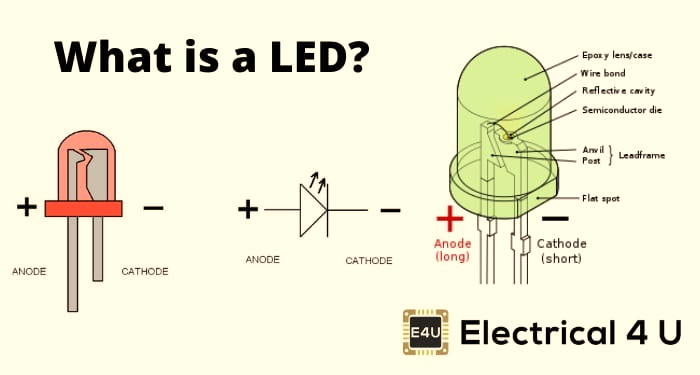 What is a LED?
+
−
ANODE
CATHODE
+
−
ANODE
CATHODE
Epoxy lens/case
Wire bond
Reflective cavity
Semiconductor die
Anvil
Post
} Leadframe
Flat spot
+
−
Anode
(long)
Cathode
(short)
E4U
Electrical 4 U